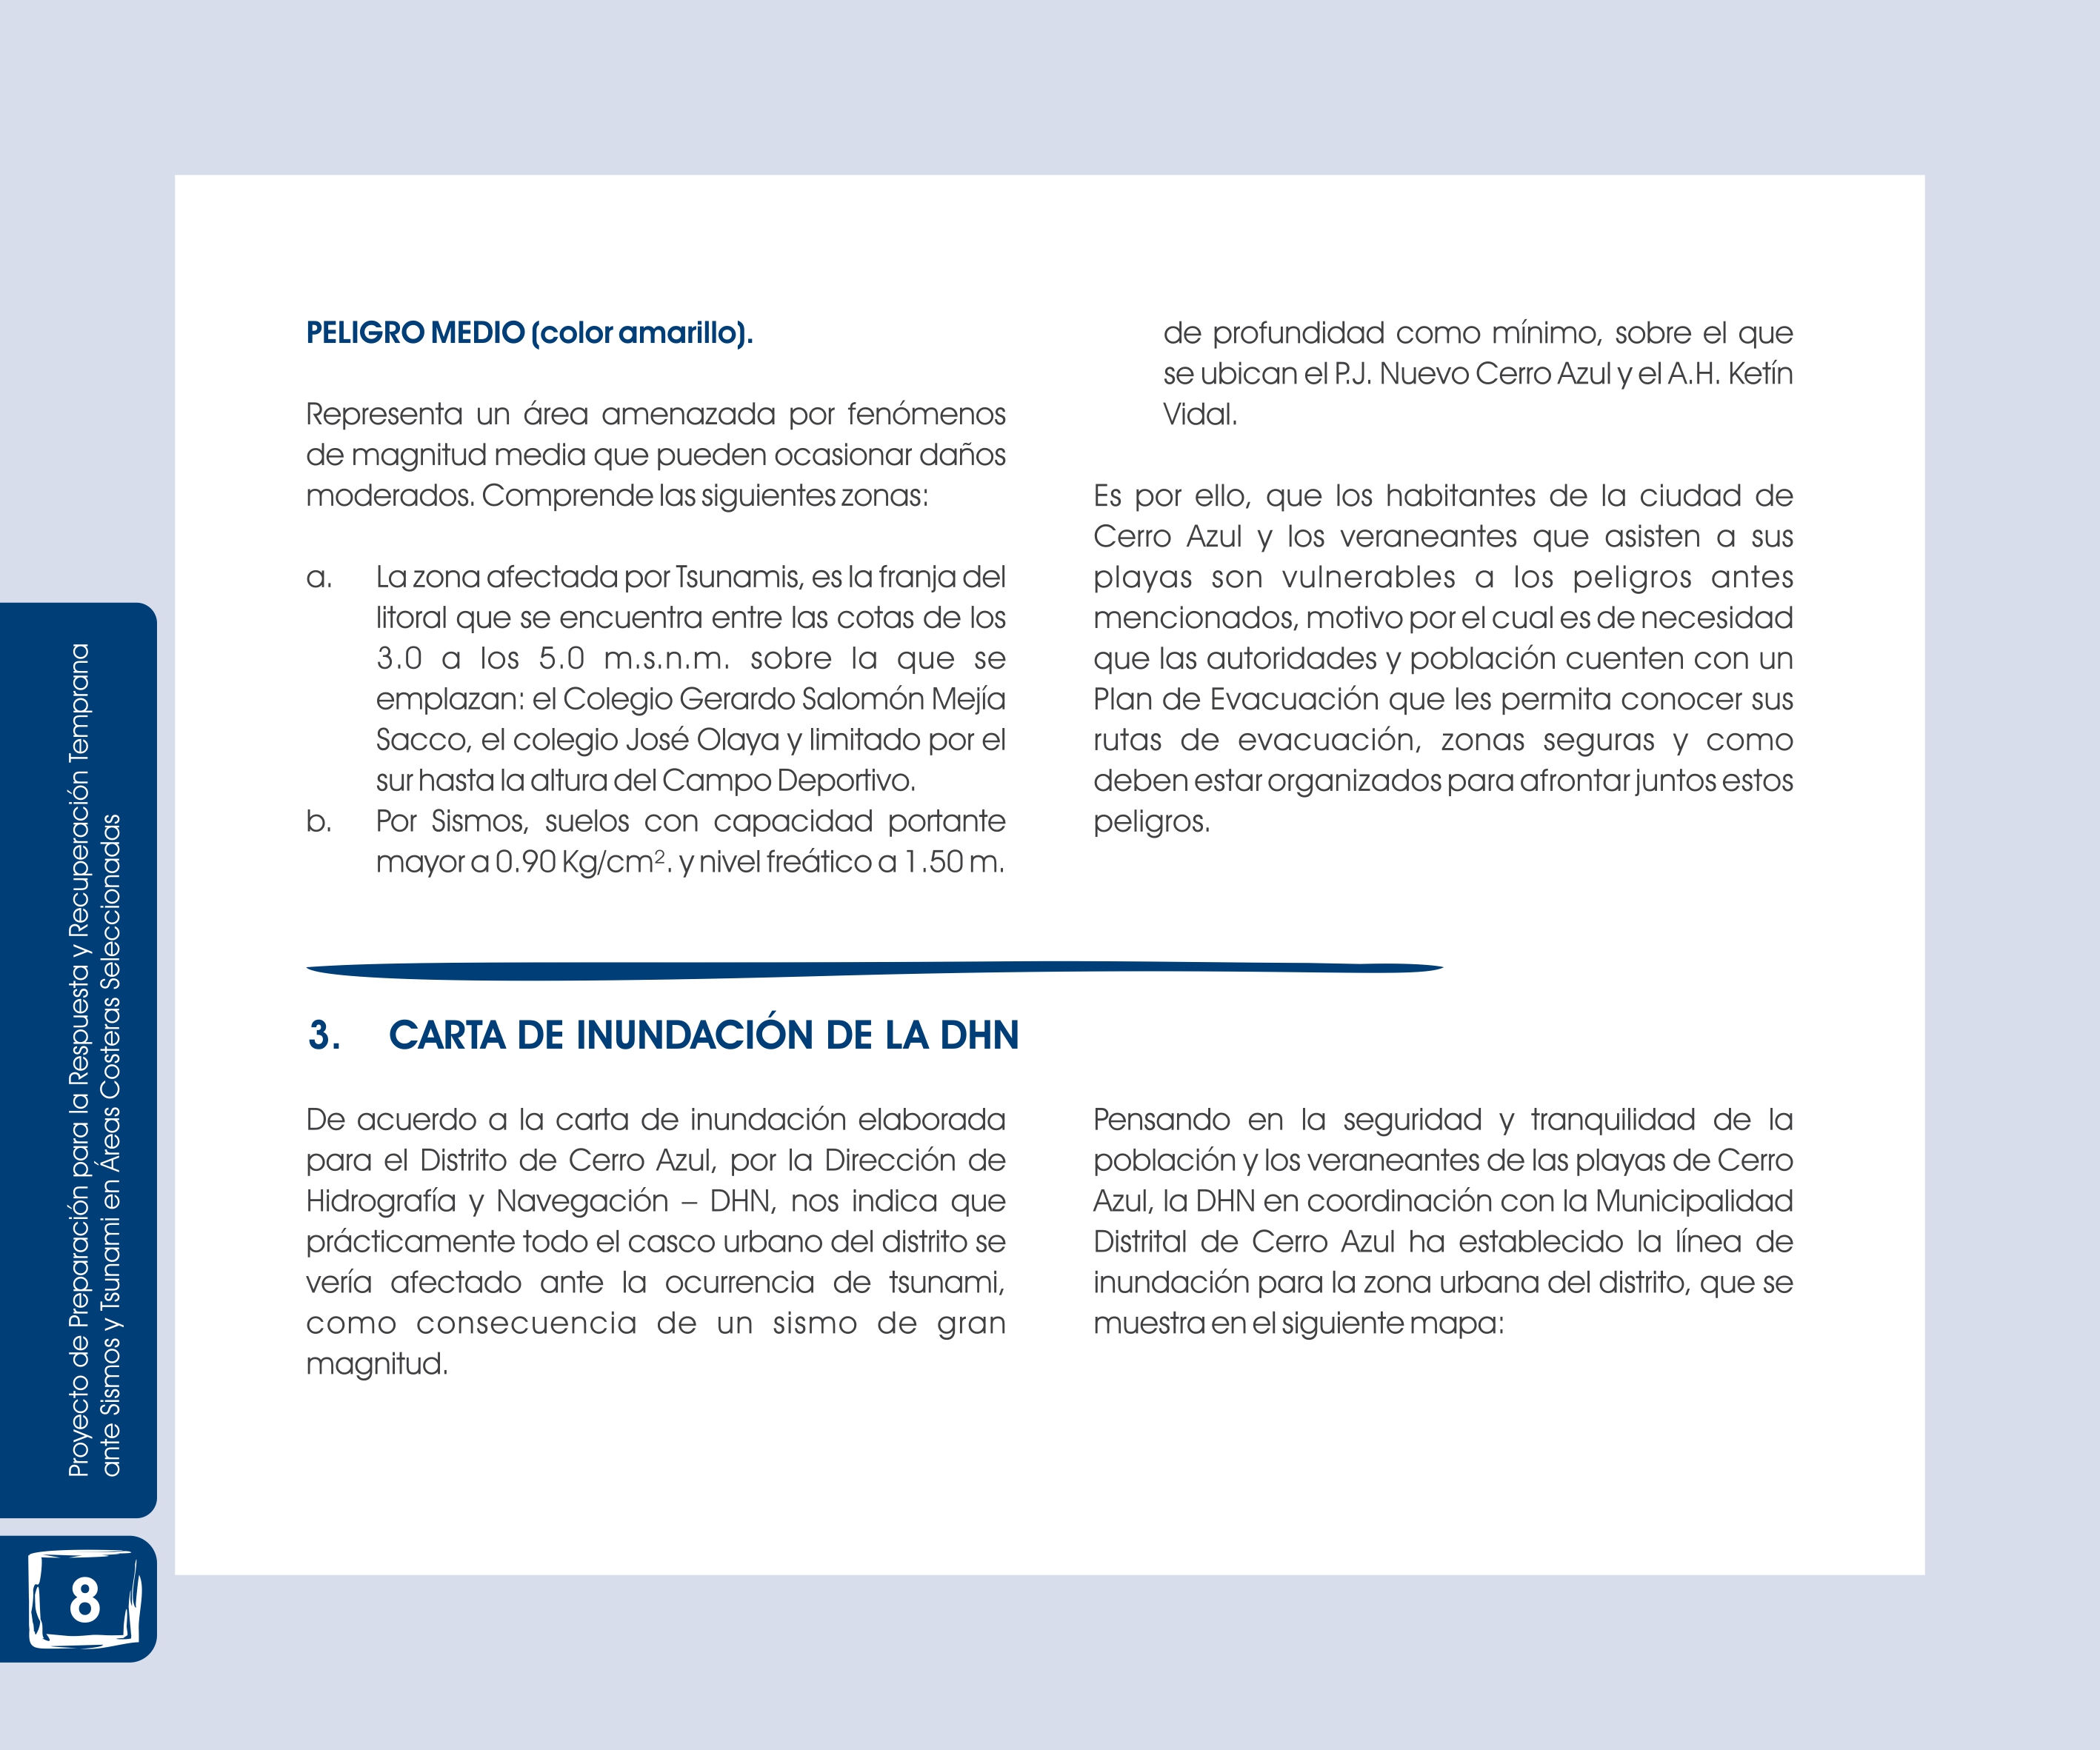 PELIGRO MEDIO (color amarillo).
Representa un área amenazada por fenómenos
de magnitud media que pueden ocasionar daños
moderados. Comprende las siguientes zonas:
a. La zona afectada por Tsunamis, es la franja del
litoral que se encuentra entre las cotas de los
3.0 a los 5.0 m.s.n.m. sobre la que se
emplazan: el Colegio Gerardo Salomón Mejía
Sacco, el colegio José Olaya y limitado por el
sur hasta la altura del Campo Deportivo.
b. Por Sismos, suelos con capacidad portante
mayor a 0.90 Kg/cm². y nivel freático a 1.50 m.
de profundidad como mínimo, sobre el que
se ubican el P.J. Nuevo Cerro Azul y el A.H. Ketín
Vidal.
Es por ello, que los habitantes de la ciudad de
Cerro Azul y los veraneantes que asisten a sus
playas son vulnerables a los peligros antes
mencionados, motivo por el cual es de necesidad
que las autoridades y población cuenten con un
Plan de Evacuación que les permita conocer sus
rutas de evacuación, zonas seguras y como
deben estar organizados para afrontar juntos estos
peligros.
3. CARTA DE INUNDACIÓN DE LA DHN
De acuerdo a la carta de inundación elaborada
para el Distrito de Cerro Azul, por la Dirección de
Hidrografía y Navegación – DHN, nos indica que
prácticamente todo el casco urbano del distrito se
vería afectado ante la ocurrencia de tsunami,
como consecuencia de un sismo de gran
magnitud.
Pensando en la seguridad y tranquilidad de la
población y los veraneantes de las playas de Cerro
Azul, la DHN en coordinación con la Municipalidad
Distrital de Cerro Azul ha establecido la línea de
inundación para la zona urbana del distrito, que se
muestra en el siguiente mapa:
Proyecto de Preparación para la Respuesta y Recuperación Temprana
ante Sismos y Tsunami en Áreas Costeras Seleccionadas
8